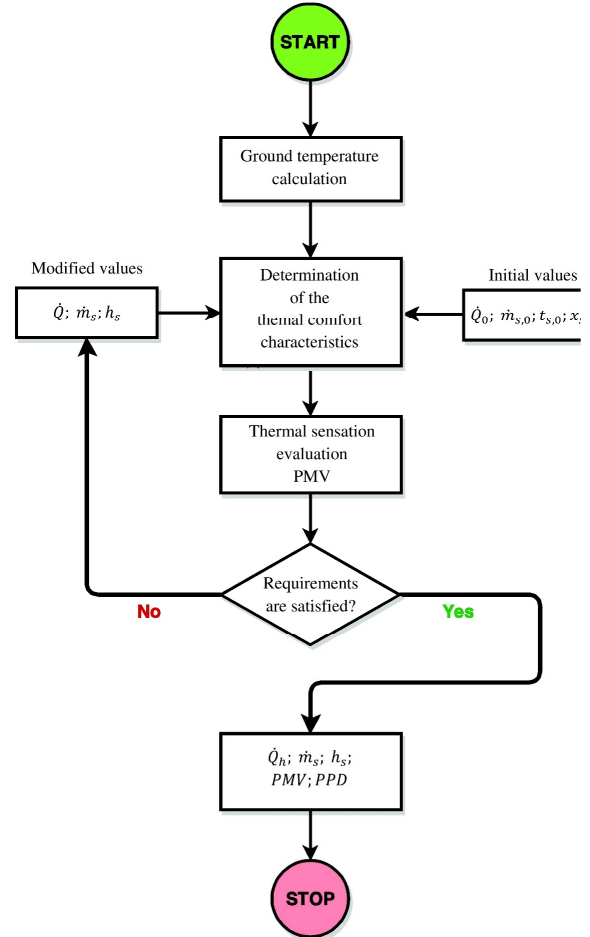 START
Ground temperature
calculation
Modified values
Q̇; ṁₛ; hₛ
Determination
of the
themal comfort
characteristics
Initial values
Q̇₀; ṁₛ,₀; tₛ,₀; xₛ
Thermal sensation
evaluation
PMV
Requirements
are satisfied?
No
Yes
Q̇ₕ; ṁₛ; hₛ;
PMV; PPD
STOP